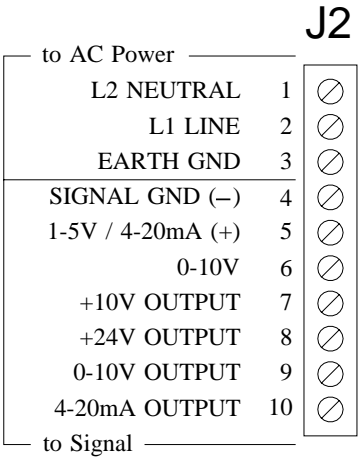 J2
to AC Power
L2 NEUTRAL 1
L1 LINE 2
EARTH GND 3
SIGNAL GND (–) 4
1-5V / 4-20mA (+) 5
0-10V 6
+10V OUTPUT 7
+24V OUTPUT 8
0-10V OUTPUT 9
4-20mA OUTPUT 10
to Signal